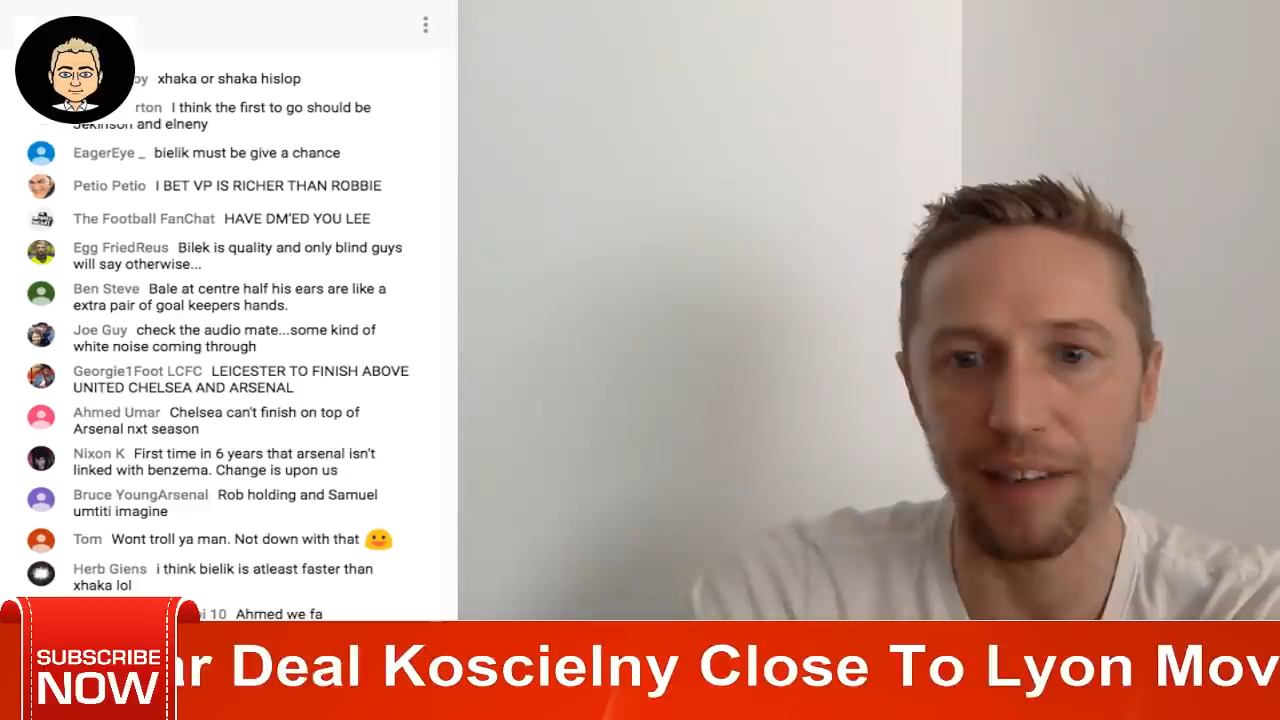 by xhaka or shaka hislop
rton I think the first to go should be
Jekinson and elneny
EagerEye _ bielik must be give a chance
Petio Petio I BET VP IS RICHER THAN ROBBIE
The Football FanChat HAVE DM'ED YOU LEE
Egg FriedReus Bilek is quality and only blind guys
will say otherwise...
Ben Steve Bale at centre half his ears are like a
extra pair of goal keepers hands.
Joe Guy check the audio mate...some kind of
white noise coming through
Georgie1Foot LCFC LEICESTER TO FINISH ABOVE
UNITED CHELSEA AND ARSENAL
Ahmed Umar Chelsea can't finish on top of
Arsenal nxt season
Nixon K First time in 6 years that arsenal isn't
linked with benzema. Change is upon us
Bruce YoungArsenal Rob holding and Samuel
umtiti imagine
Tom Wont troll ya man. Not down with that
Herb Giens i think bielik is atleast faster than
xhaka lol
oi 10 Ahmed we fa
SUBSCRIBE
NOW
ar Deal Koscielny Close To Lyon Mov